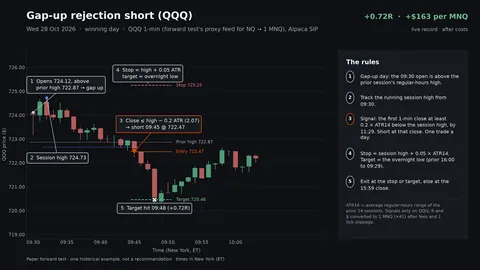 Gap-up rejection short (QQQ)
+0.72R · +$163 per MNQ
Wed 28 Oct 2026 · winning day · QQQ 1-min (forward test's proxy feed for NQ → 1 MNQ), Alpaca SIP
live record · after costs
4 Stop = high + 0.05 ATR
target = overnight low
Stop 725.25
1 Opens 724.12, above
prior high 722.87 → gap up
3 Close ≤ high − 0.2 ATR (2.07)
→ short 09:45 @ 722.47
Prior high 722.87
Entry 722.47
2 Session high 724.73
Target 720.46
5 Target hit 09:48 (+0.72R)
QQQ price ($)
726.00
725.00
724.00
723.00
722.00
721.00
720.00
719.00
09:30
09:35
09:40
09:45
09:50
09:55
10:00
Time (New York, ET)
The rules
1 Gap-up day: the 09:30 open is above the
prior session's regular-hours high.
2 Track the running session high from
09:30.
3 Signal: the first 1-min close at least
0.2 × ATR14 below the session high, by
11:29. Short at that close. One trade a
day.
4 Stop = session high + 0.05 × ATR14.
Target = the overnight low (prior 16:00
to 09:29).
5 Exit at the stop or target, else at the
15:59 close.
ATR14 = average regular-hours range of the
prior 14 sessions. Signals only on QQQ; R and
$ converted to 1 MNQ (×41) after fees and 1
tick slippage.
Paper forward test · one historical example, not a recommendation · times in New York (ET)